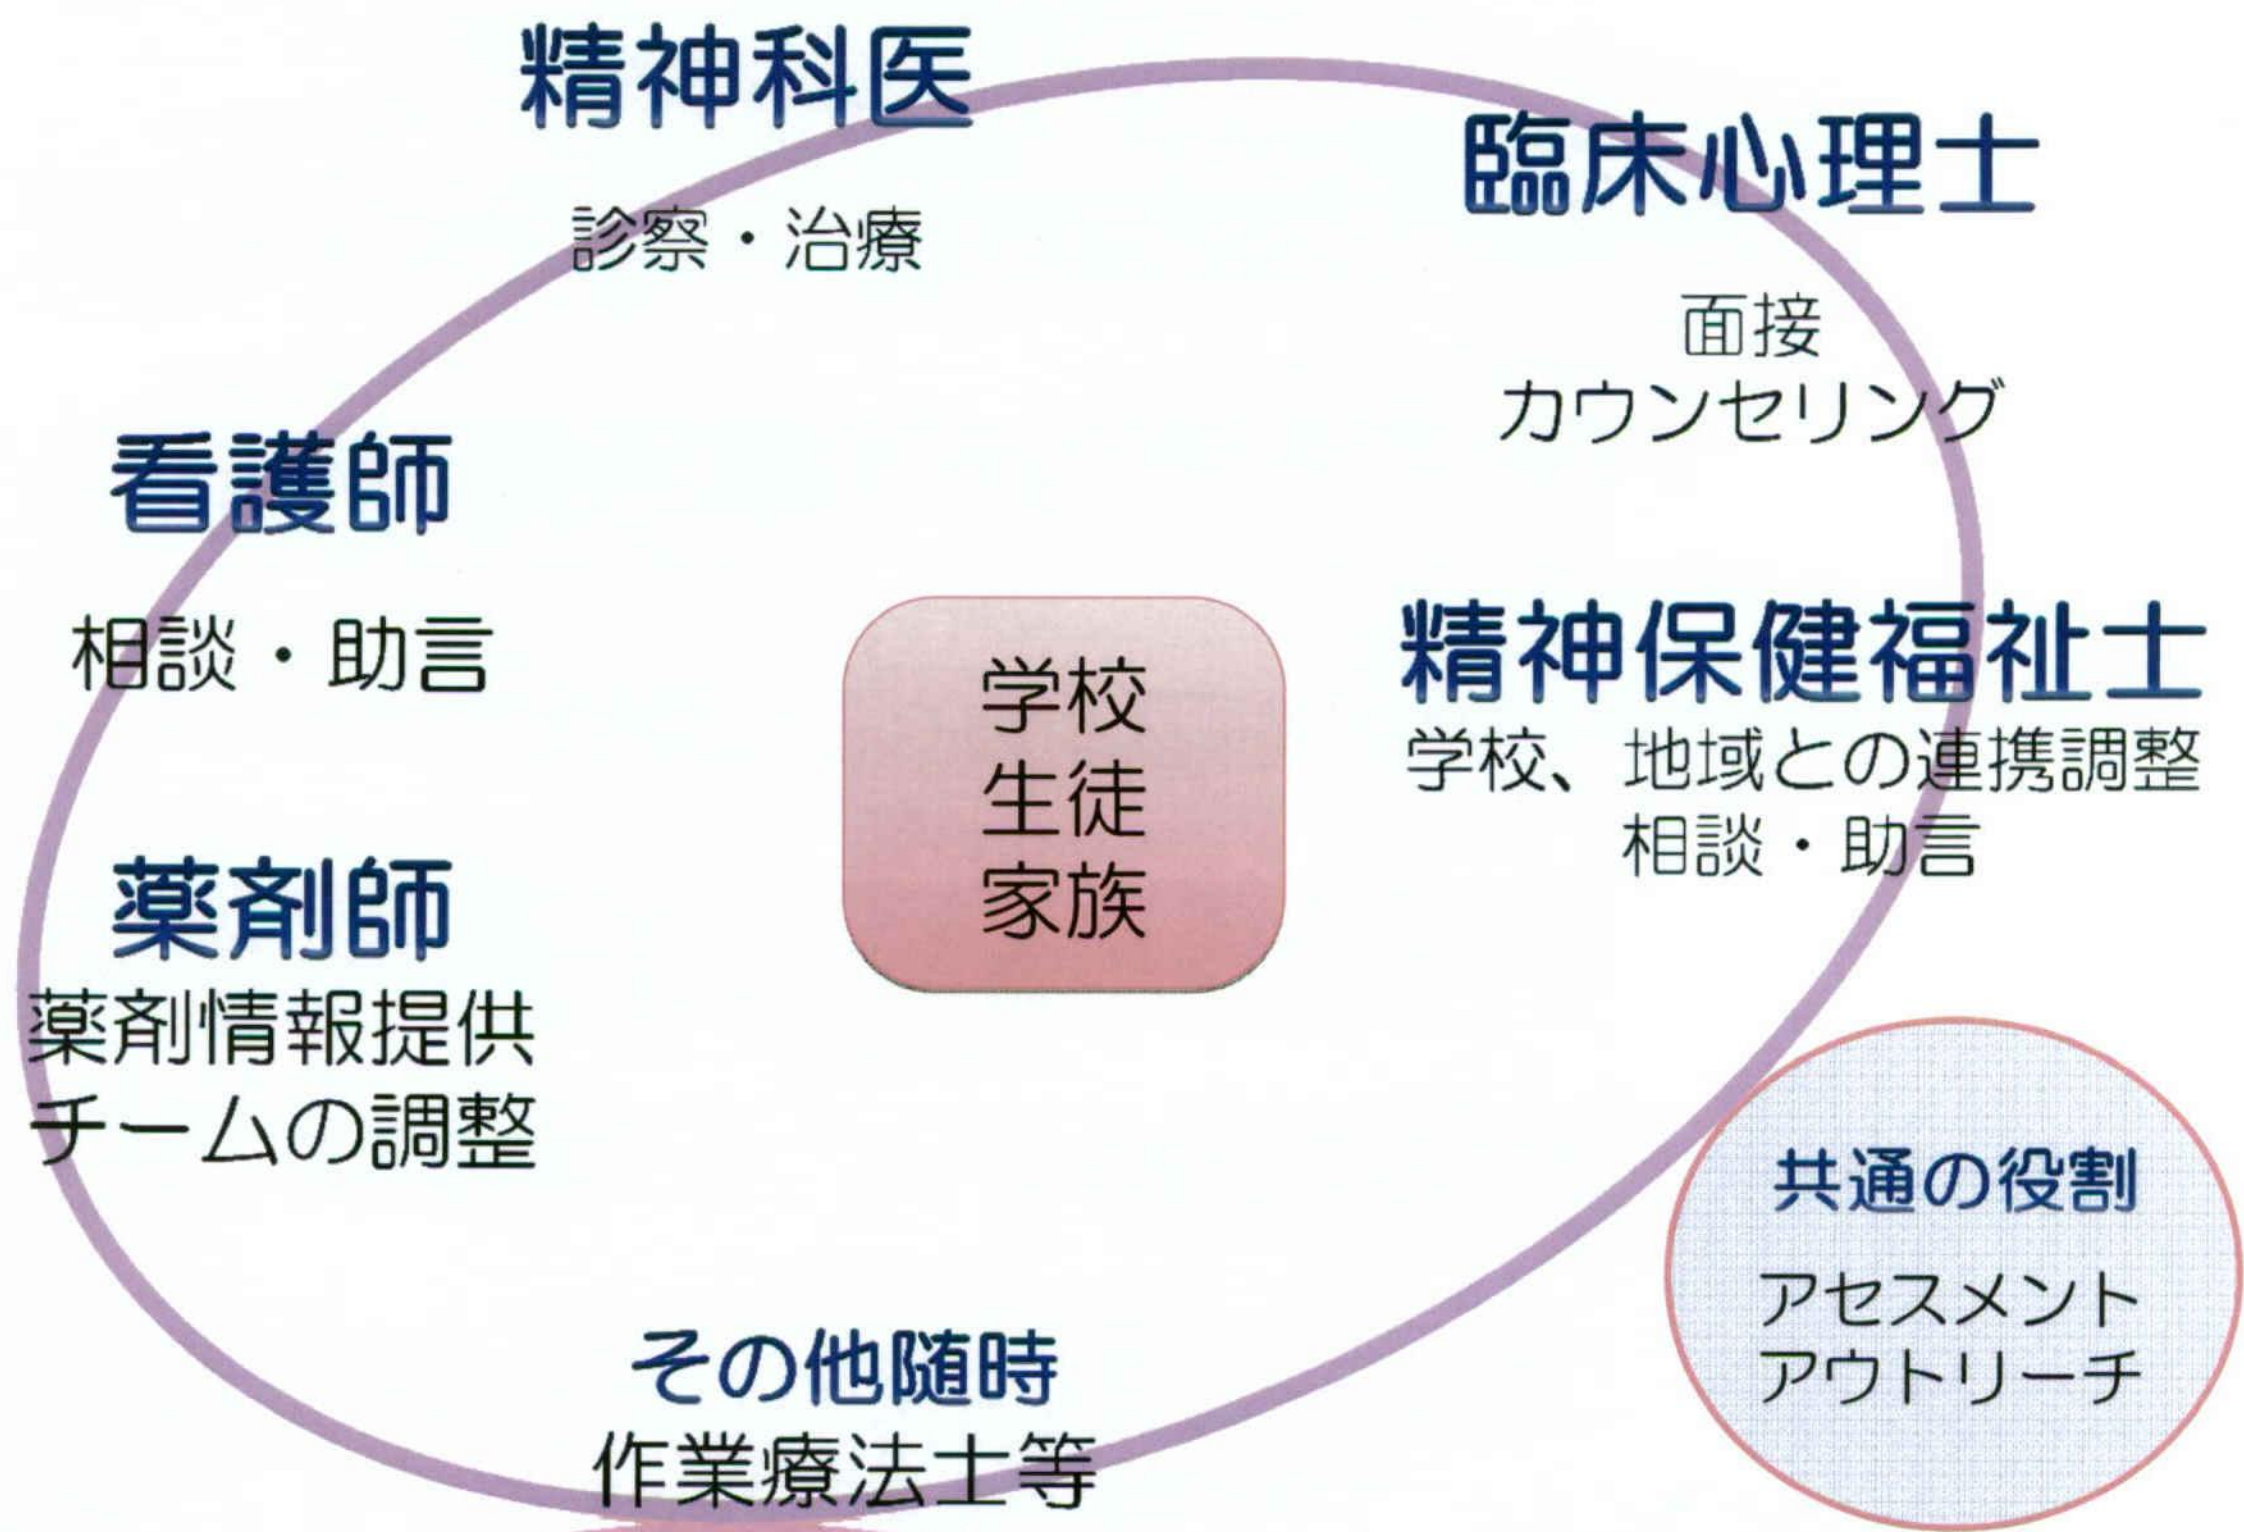 精神科医
診察・治療
臨床心理士
面接
カウンセリング
看護師
相談・助言
学校
生徒
家族
精神保健福祉士
学校、地域との連携調整
相談・助言
薬剤師
薬剤情報提供
チームの調整
共通の役割
アセスメント
アウトリーチ
その他随時
作業療法士等